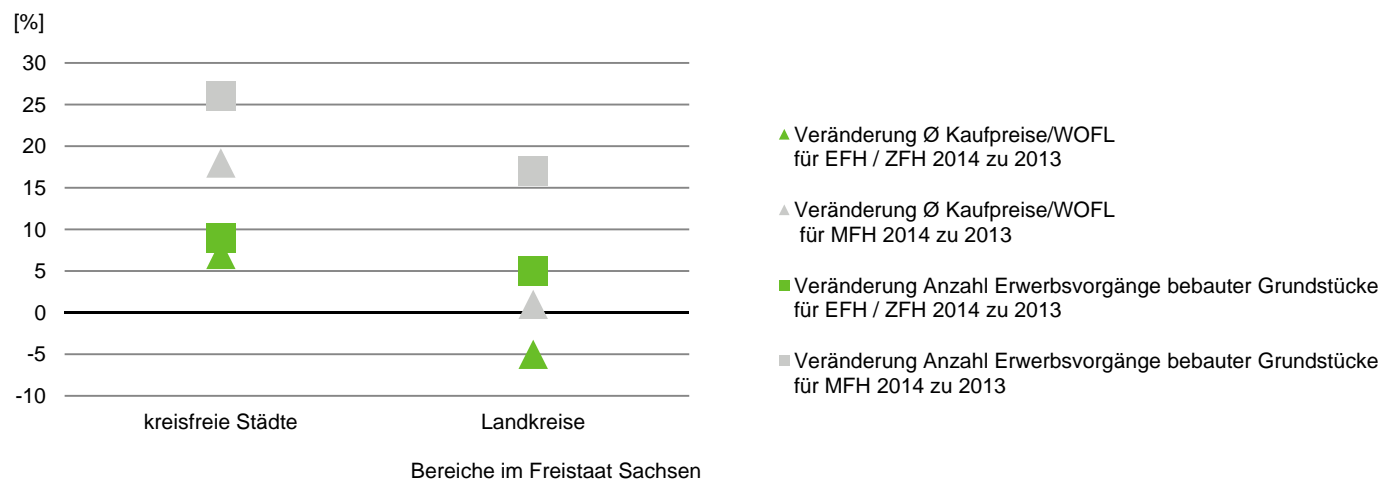 [%]
30
25
20
15
10
5
0
-5
-10
kreisfreie Städte
Landkreise
Bereiche im Freistaat Sachsen
Veränderung Ø Kaufpreise/WOFL
für EFH / ZFH 2014 zu 2013
Veränderung Ø Kaufpreise/WOFL
für MFH 2014 zu 2013
Veränderung Anzahl Erwerbsvorgänge bebauter Grundstücke
für EFH / ZFH 2014 zu 2013
Veränderung Anzahl Erwerbsvorgänge bebauter Grundstücke
für MFH 2014 zu 2013